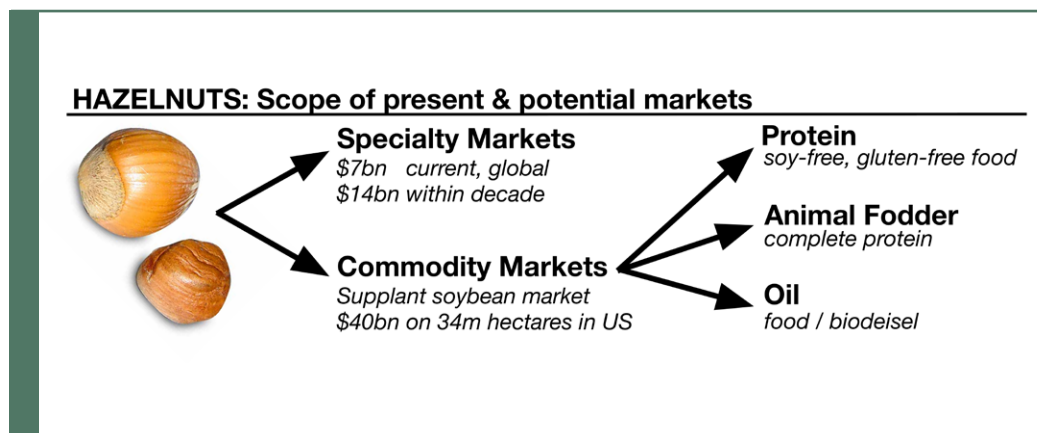 HAZELNUTS: Scope of present & potential markets
Specialty Markets
$7bn current, global
$14bn within decade
Commodity Markets
Supplant soybean market
$40bn on 34m hectares in US
Protein
soy-free, gluten-free food
Animal Fodder
complete protein
Oil
food / biodeisel